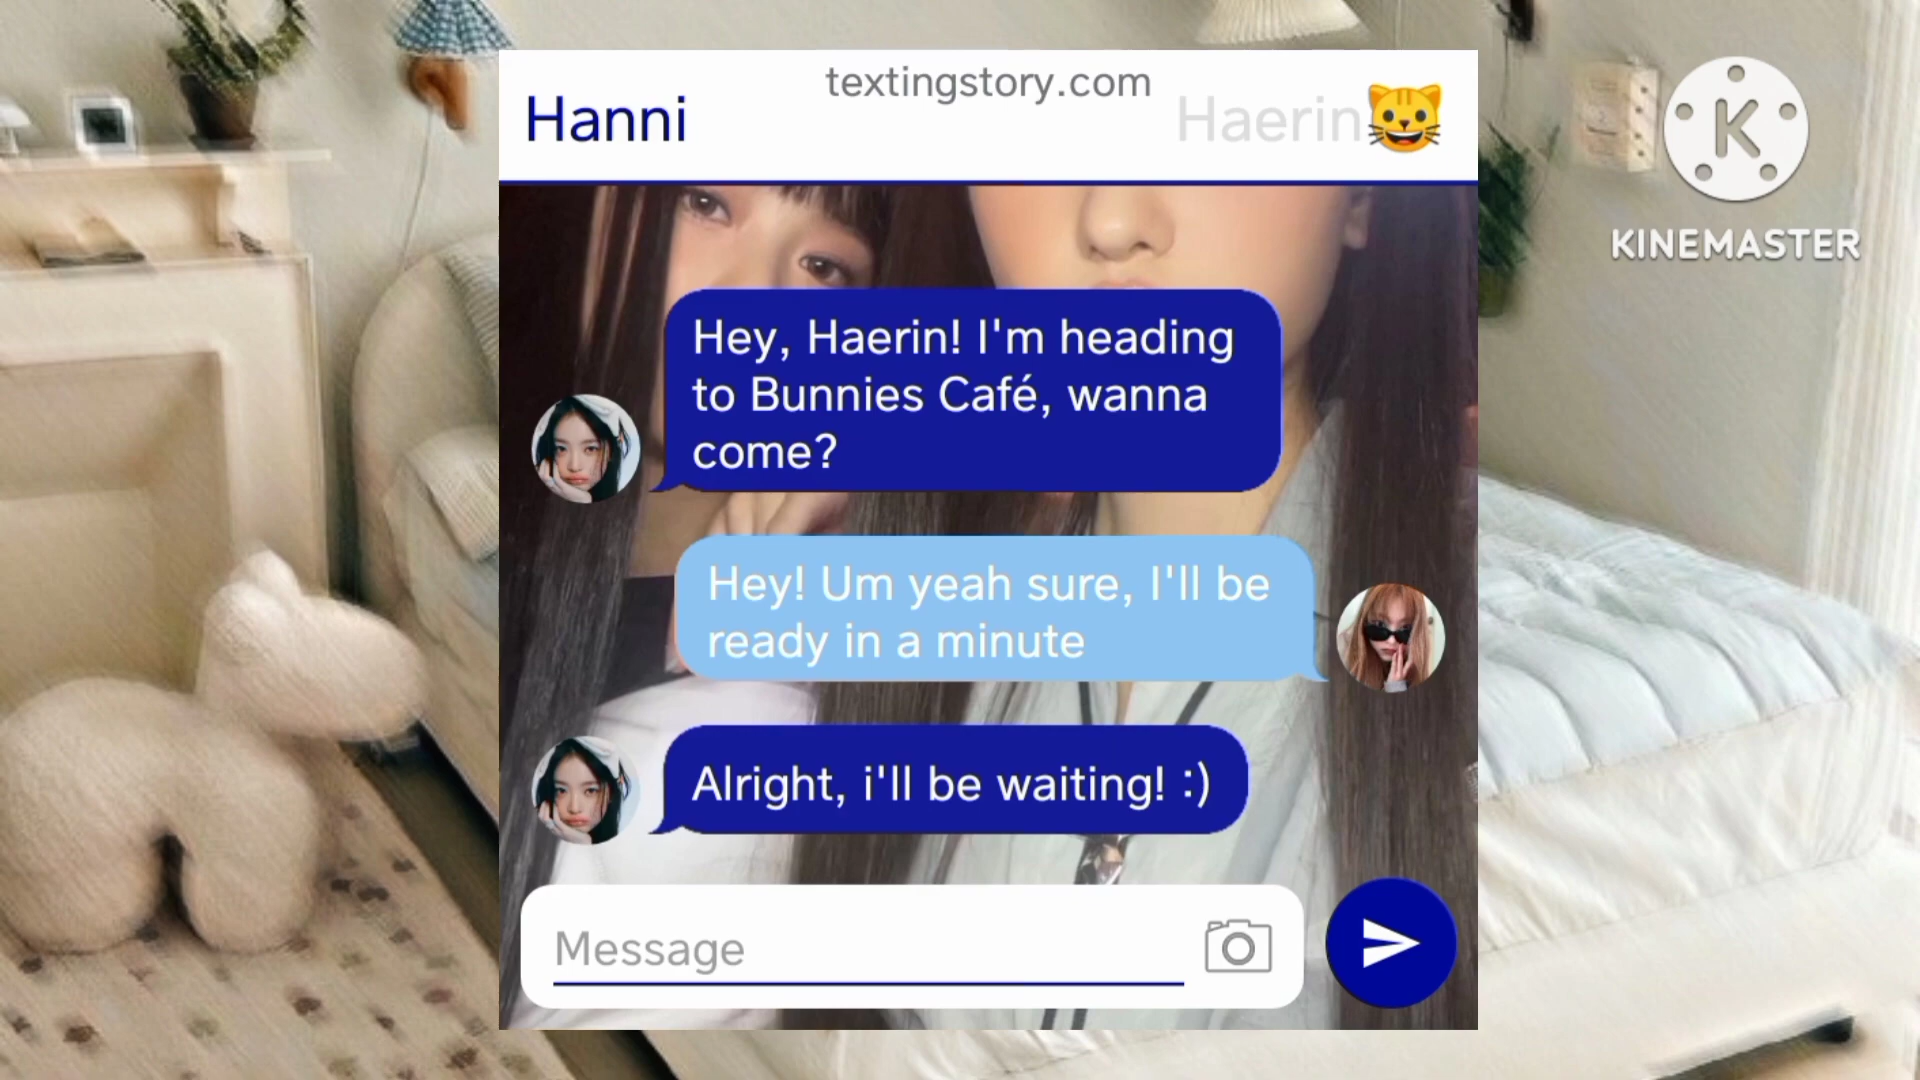 textingstory.com
Hanni
Haerin😺
K
KINEMASTER
Hey, Haerin! I'm heading
to Bunnies Café, wanna
come?
Hey! Um yeah sure, I'll be
ready in a minute
Alright, i'll be waiting! :)
Message